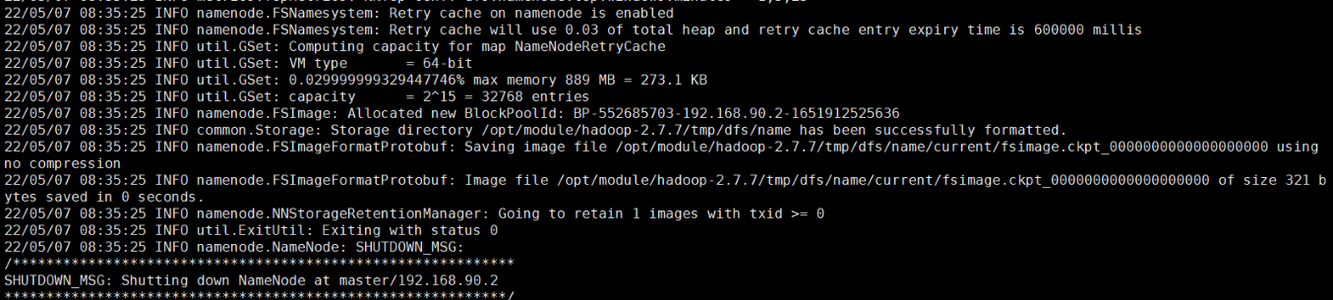 22/05/07 08:35:25 INFO namenode.FSNamesystem: Retry cache on namenode is enabled
22/05/07 08:35:25 INFO namenode.FSNamesystem: Retry cache will use 0.03 of total heap and retry cache entry expiry time is 600000 millis
22/05/07 08:35:25 INFO util.GSet: Computing capacity for map NameNodeRetryCache
22/05/07 08:35:25 INFO util.GSet: VM type       = 64-bit
22/05/07 08:35:25 INFO util.GSet: 0.029999999329447746% max memory 889 MB = 273.1 KB
22/05/07 08:35:25 INFO util.GSet: capacity      = 2^15 = 32768 entries
22/05/07 08:35:25 INFO namenode.FSImage: Allocated new BlockPoolId: BP-552685703-192.168.90.2-1651912525636
22/05/07 08:35:25 INFO common.Storage: Storage directory /opt/module/hadoop-2.7.7/tmp/dfs/name has been successfully formatted.
22/05/07 08:35:25 INFO namenode.FSImageFormatProtobuf: Saving image file /opt/module/hadoop-2.7.7/tmp/dfs/name/current/fsimage.ckpt_0000000000000000000 using
no compression
22/05/07 08:35:25 INFO namenode.FSImageFormatProtobuf: Image file /opt/module/hadoop-2.7.7/tmp/dfs/name/current/fsimage.ckpt_0000000000000000000 of size 321 b
ytes saved in 0 seconds.
22/05/07 08:35:25 INFO namenode.NNStorageRetentionManager: Going to retain 1 images with txid >= 0
22/05/07 08:35:25 INFO util.ExitUtil: Exiting with status 0
22/05/07 08:35:25 INFO namenode.NameNode: SHUTDOWN_MSG:
/************************************************************
SHUTDOWN_MSG: Shutting down NameNode at master/192.168.90.2
************************************************************/